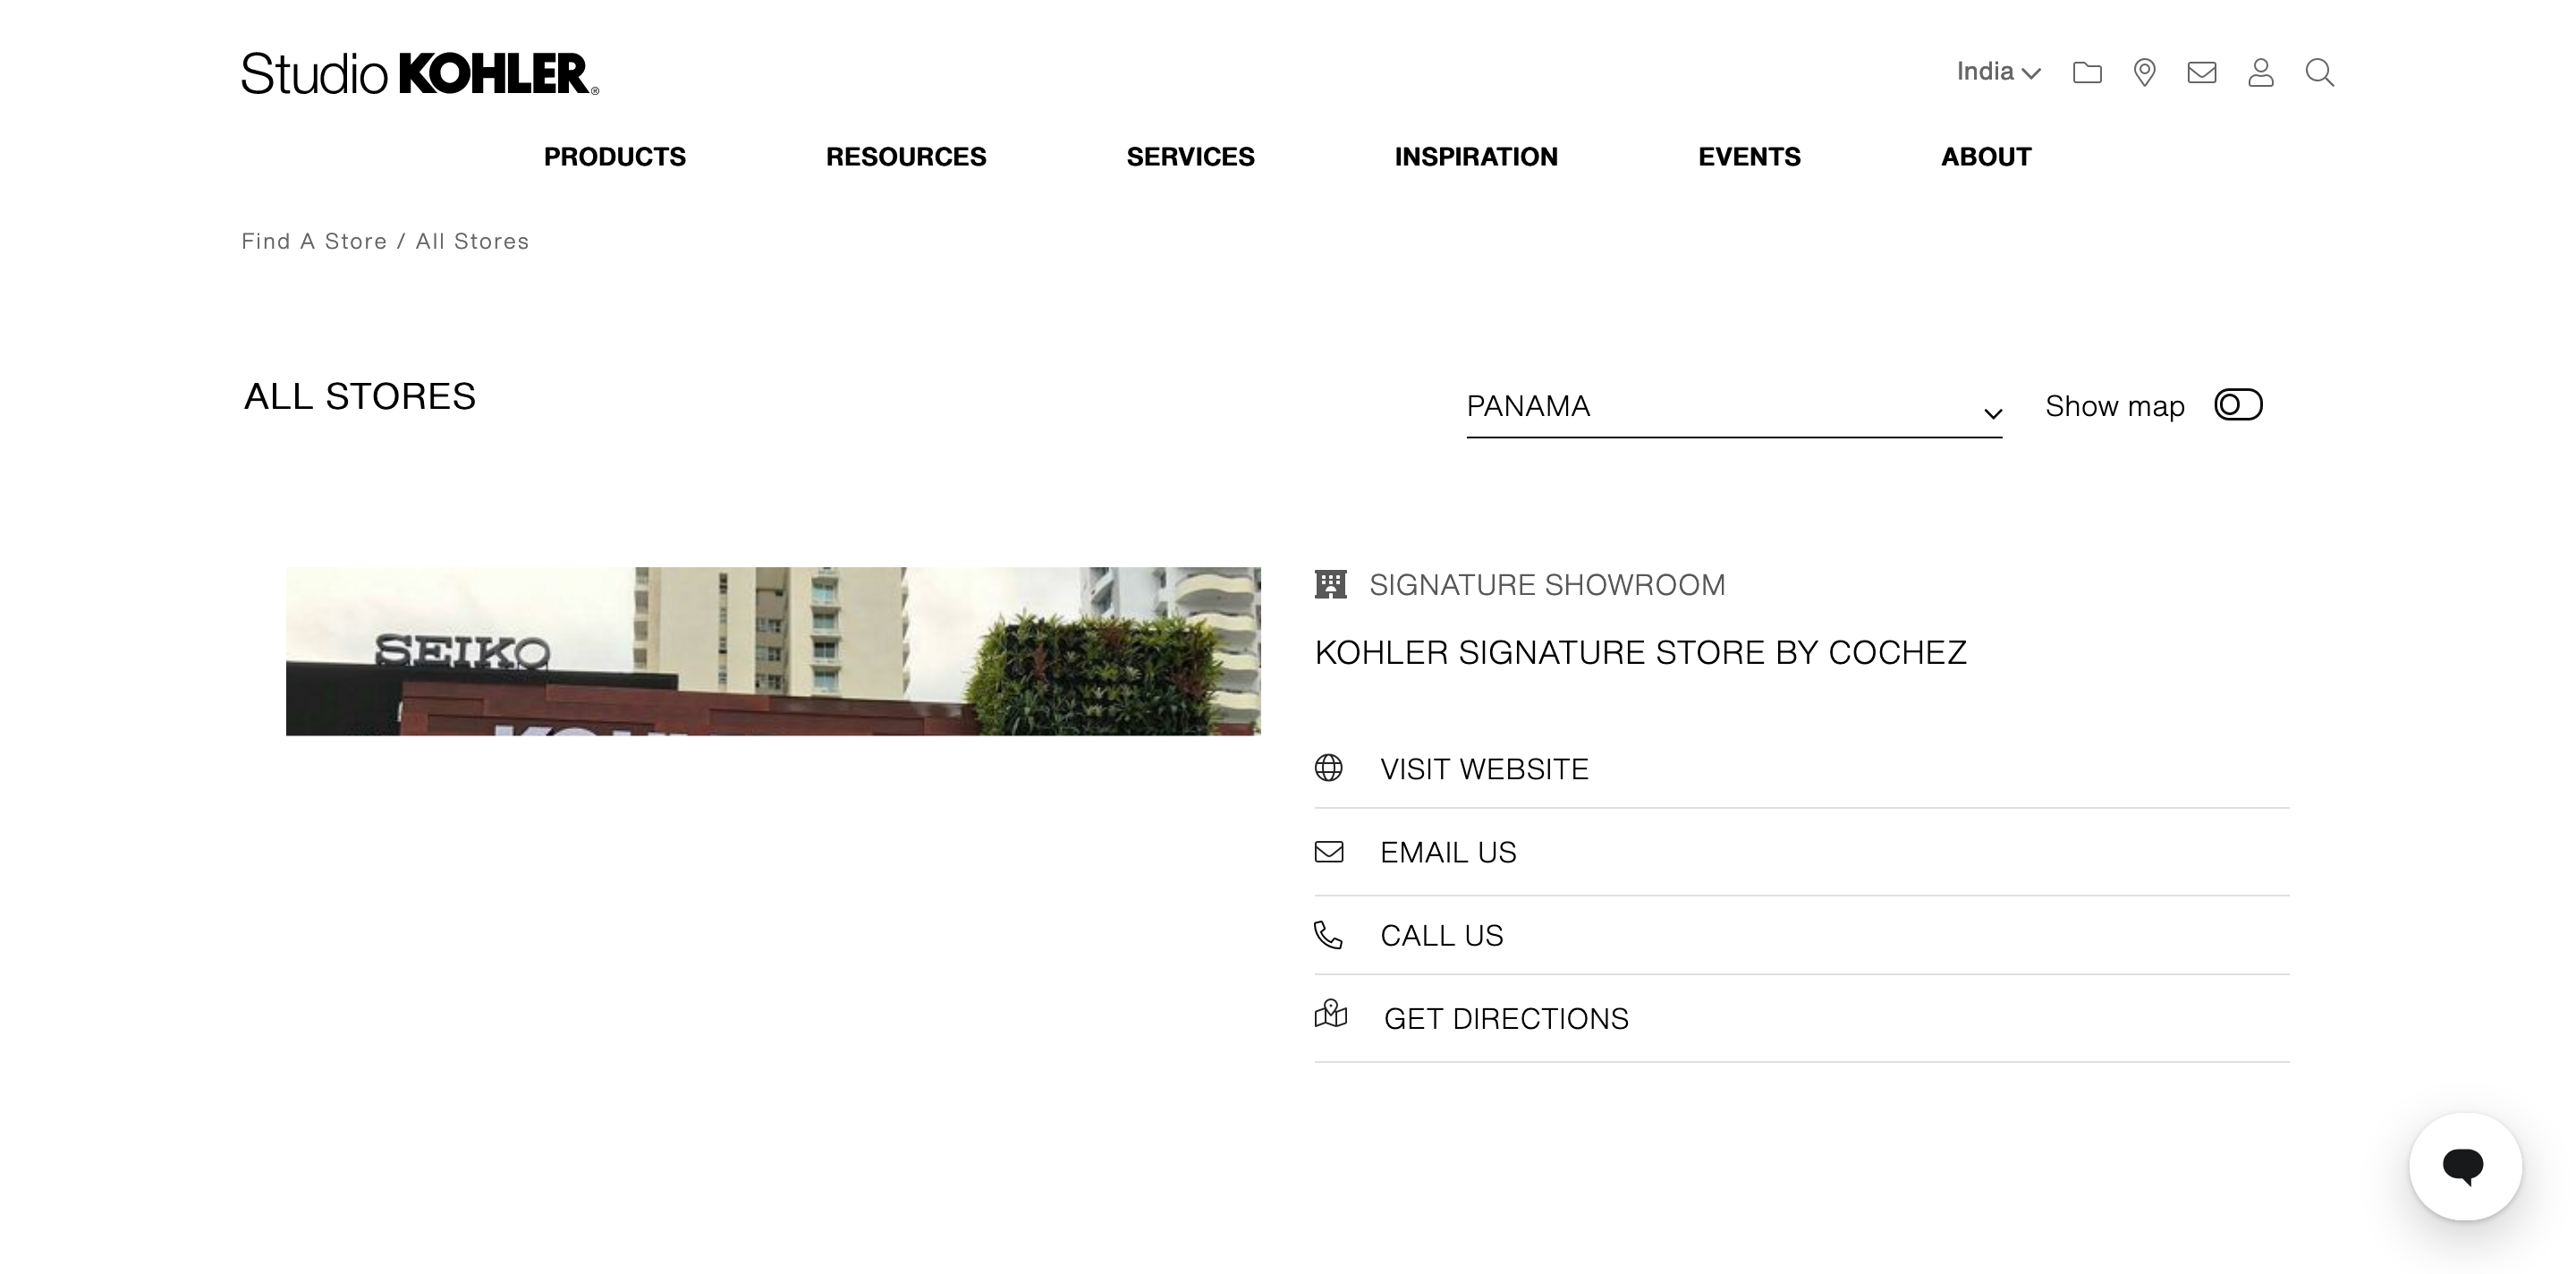 Studio KOHLER®
India
PRODUCTS RESOURCES SERVICES INSPIRATION EVENTS ABOUT
Find A Store / All Stores
ALL STORES
PANAMA
Show map
SEIKO
SIGNATURE SHOWROOM
KOHLER SIGNATURE STORE BY COCHEZ
VISIT WEBSITE
EMAIL US
CALL US
GET DIRECTIONS